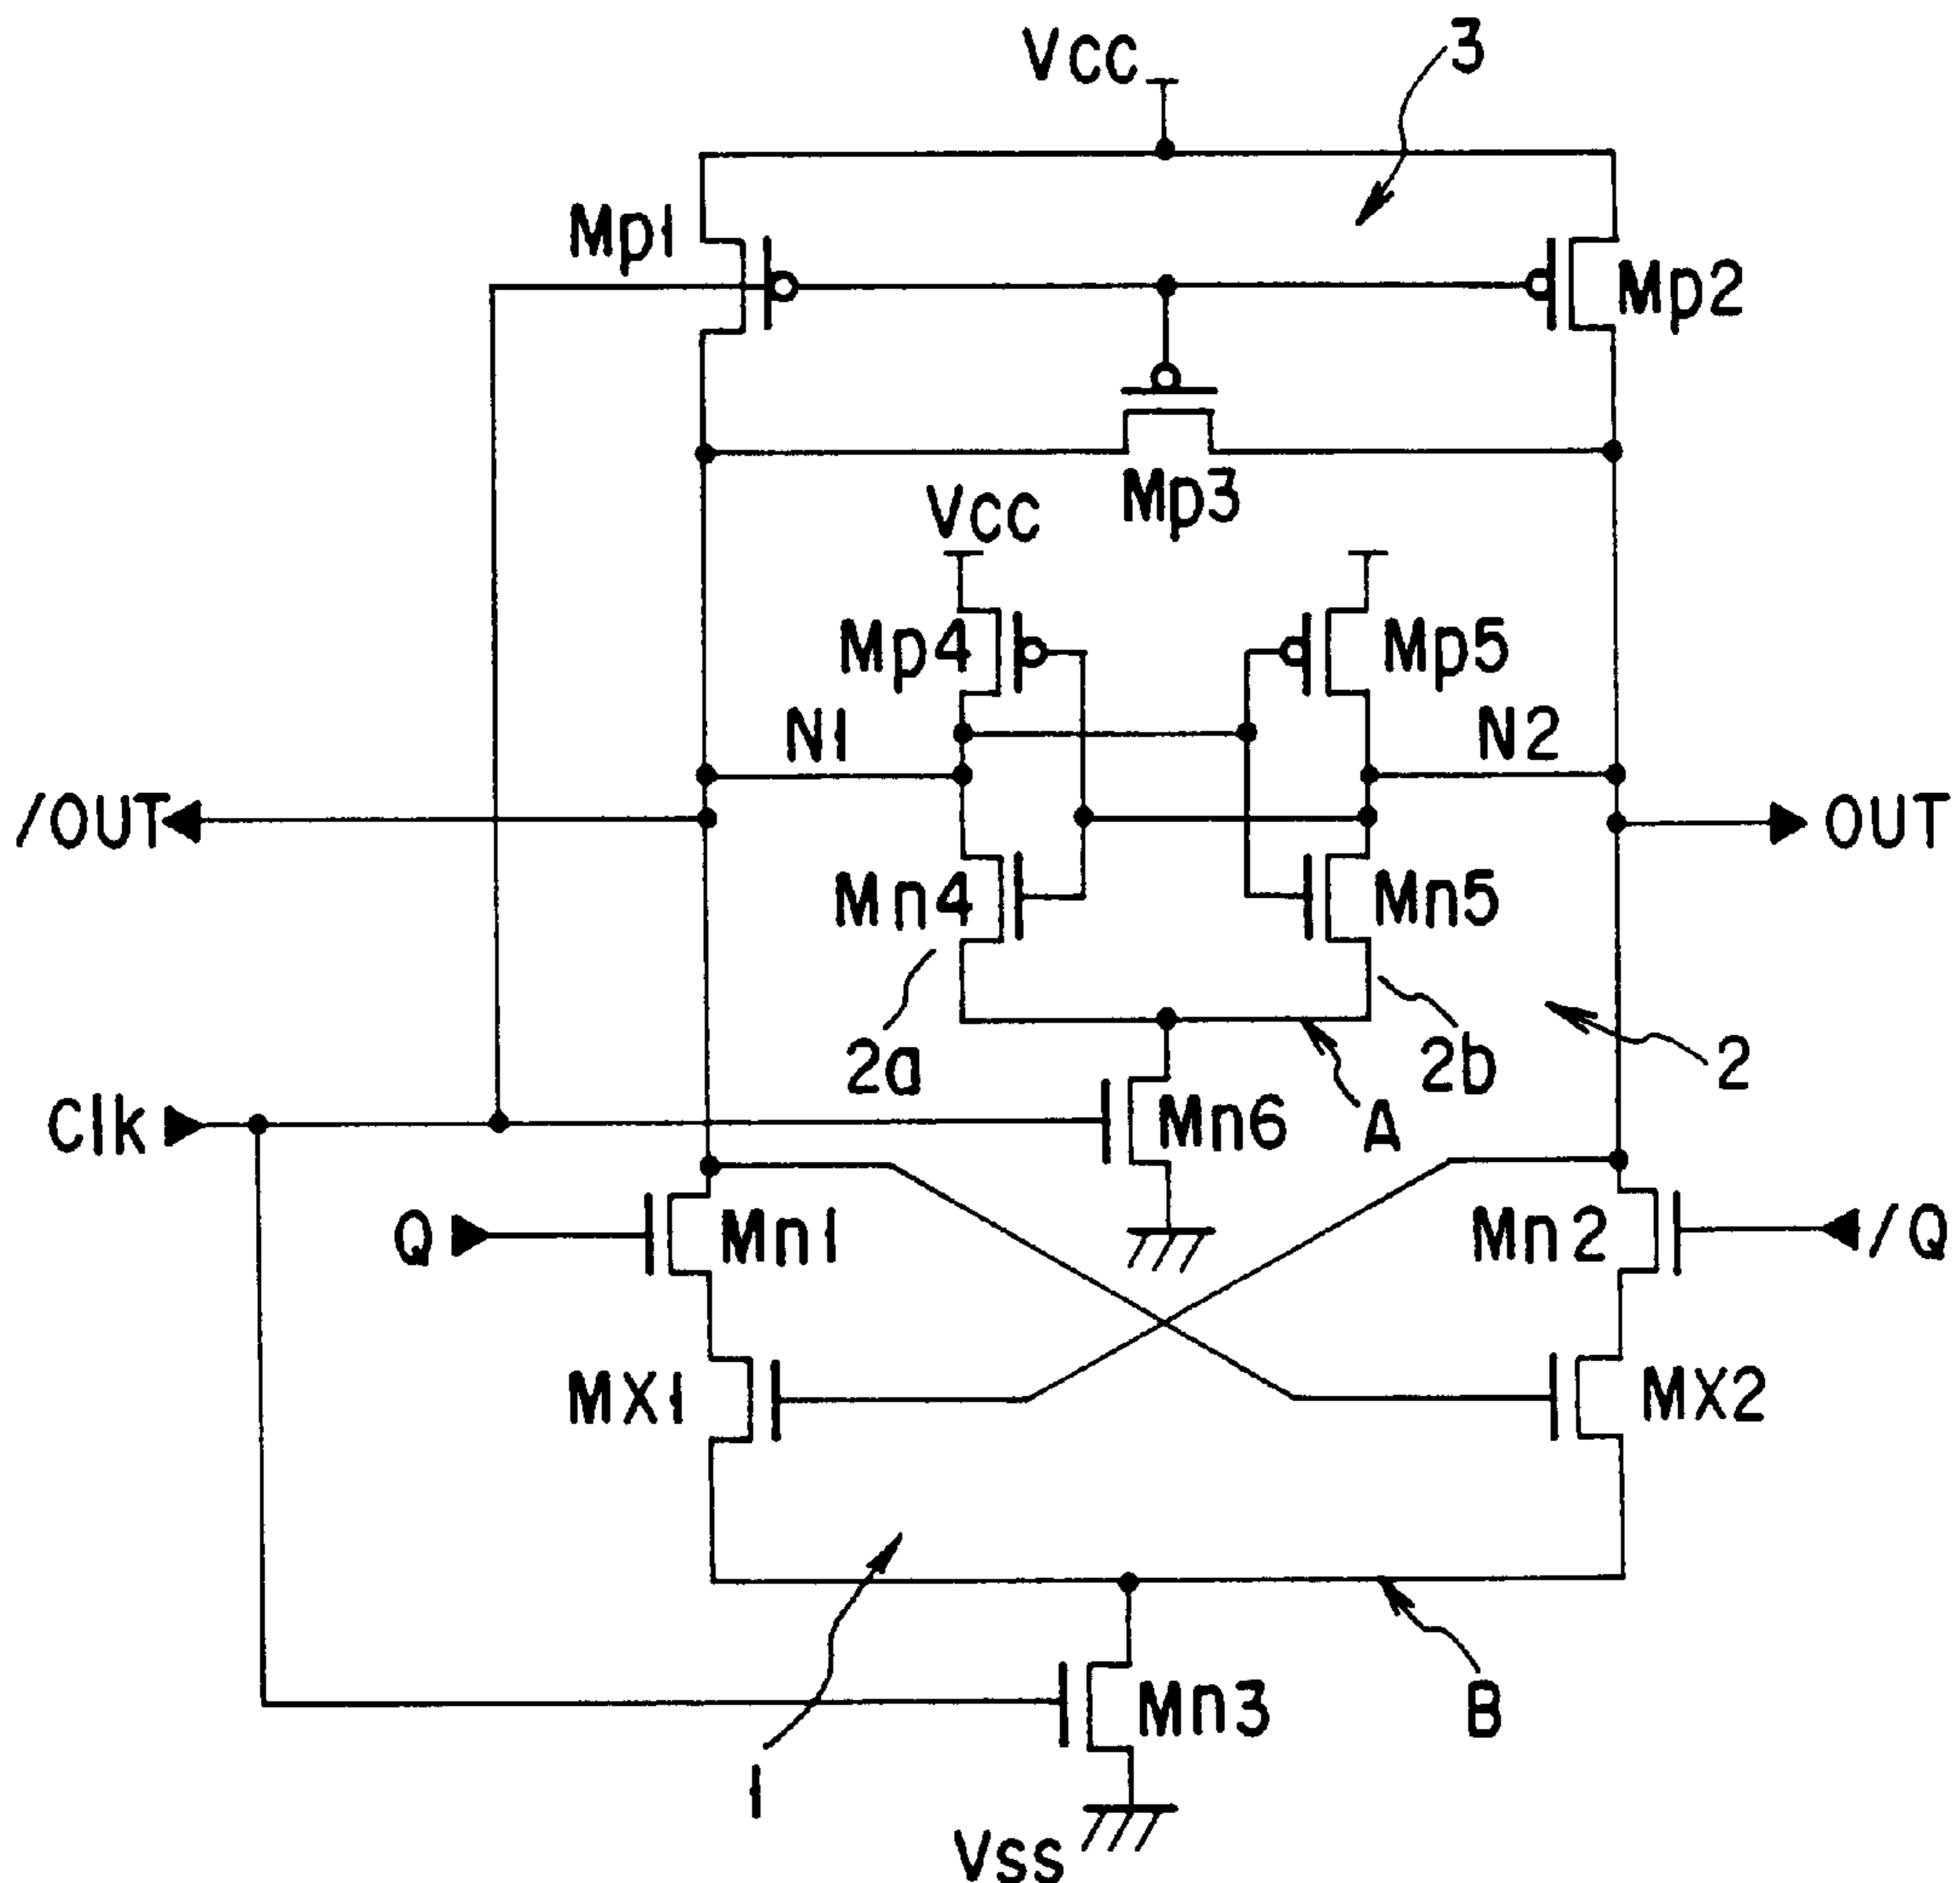 Vcc
3
Mp1
Mp2
Mp3
Vcc
Mp4
Mp5
N1
N2
/OUT
OUT
Mn4
Mn5
2a
2b
2
Clk
Mn6
A
Q
Mn1
Mn2
/Q
MX1
MX2
Mn3
B
1
Vss